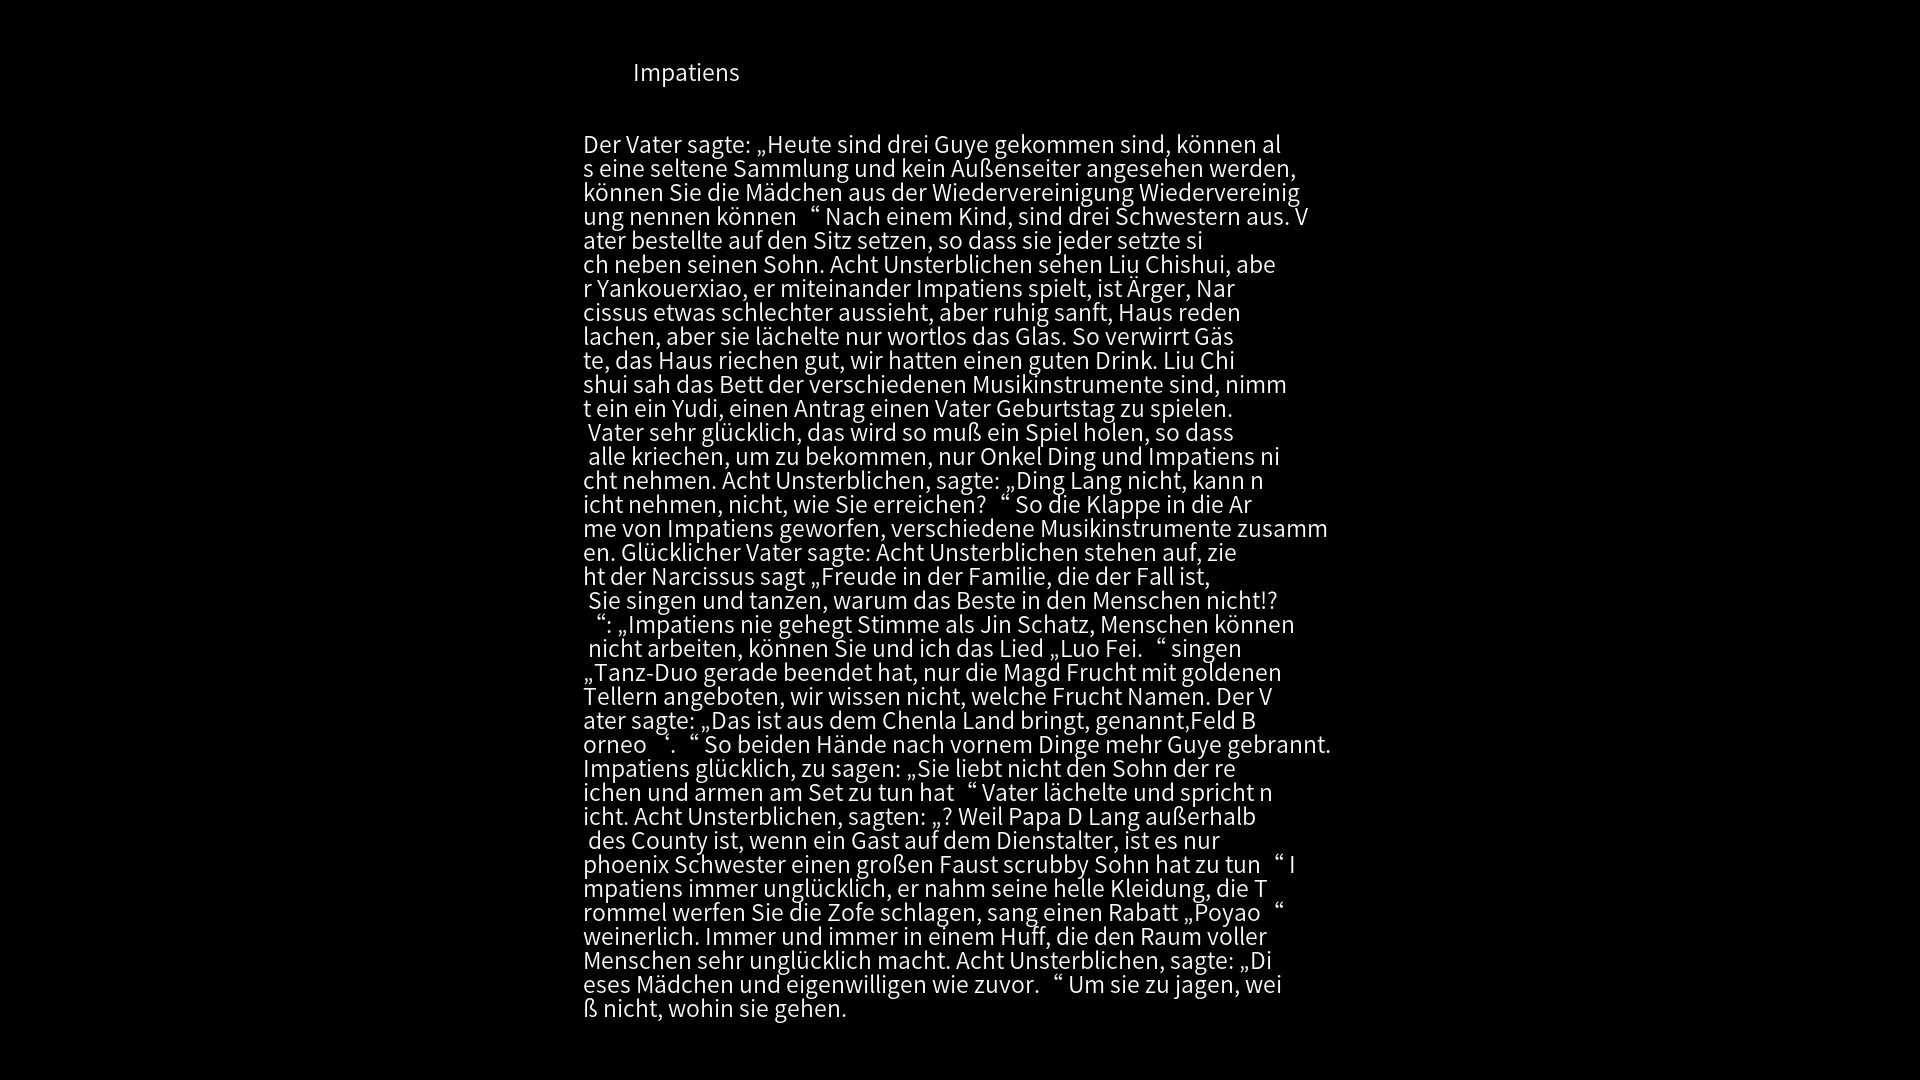 Impatiens
Der Vater sagte: „Heute sind drei Guye gekommen sind, können al
s eine seltene Sammlung und kein Außenseiter angesehen werden,
können Sie die Mädchen aus der Wiedervereinigung Wiedervereinig
ung nennen können “ Nach einem Kind, sind drei Schwestern aus. V
ater bestellte auf den Sitz setzen, so dass sie jeder setzte si
ch neben seinen Sohn. Acht Unsterblichen sehen Liu Chishui, abe
r Yankouerxiao, er miteinander Impatiens spielt, ist Ärger, Nar
cissus etwas schlechter aussieht, aber ruhig sanft, Haus reden
lachen, aber sie lächelte nur wortlos das Glas. So verwirrt Gäs
te, das Haus riechen gut, wir hatten einen guten Drink. Liu Chi
shui sah das Bett der verschiedenen Musikinstrumente sind, nimm
t ein ein Yudi, einen Antrag einen Vater Geburtstag zu spielen.
Vater sehr glücklich, das wird so muß ein Spiel holen, so dass
alle kriechen, um zu bekommen, nur Onkel Ding und Impatiens ni
cht nehmen. Acht Unsterblichen, sagte: „Ding Lang nicht, kann n
icht nehmen, nicht, wie Sie erreichen? “ So die Klappe in die Ar
me von Impatiens geworfen, verschiedene Musikinstrumente zusamm
en. Glücklicher Vater sagte: Acht Unsterblichen stehen auf, zie
ht der Narcissus sagt „Freude in der Familie, die der Fall ist,
Sie singen und tanzen, warum das Beste in den Menschen nicht!?
“: „Impatiens nie gehegt Stimme als Jin Schatz, Menschen können
nicht arbeiten, können Sie und ich das Lied „Luo Fei. “ singen
„Tanz-Duo gerade beendet hat, nur die Magd Frucht mit goldenen
Tellern angeboten, wir wissen nicht, welche Frucht Namen. Der V
ater sagte: „Das ist aus dem Chenla Land bringt, genannt,Feld B
orneo ‘. “ So beiden Hände nach vornem Dinge mehr Guye gebrannt.
Impatiens glücklich, zu sagen: „Sie liebt nicht den Sohn der re
ichen und armen am Set zu tun hat “ Vater lächelte und spricht n
icht. Acht Unsterblichen, sagten: „? Weil Papa D Lang außerhalb
des County ist, wenn ein Gast auf dem Dienstalter, ist es nur
phoenix Schwester einen großen Faust scrubby Sohn hat zu tun “ I
mpatiens immer unglücklich, er nahm seine helle Kleidung, die T
rommel werfen Sie die Zofe schlagen, sang einen Rabatt „Poyao “
weinerlich. Immer und immer in einem Huff, die den Raum voller
Menschen sehr unglücklich macht. Acht Unsterblichen, sagte: „Di
eses Mädchen und eigenwilligen wie zuvor. “ Um sie zu jagen, wei
ß nicht, wohin sie gehen.